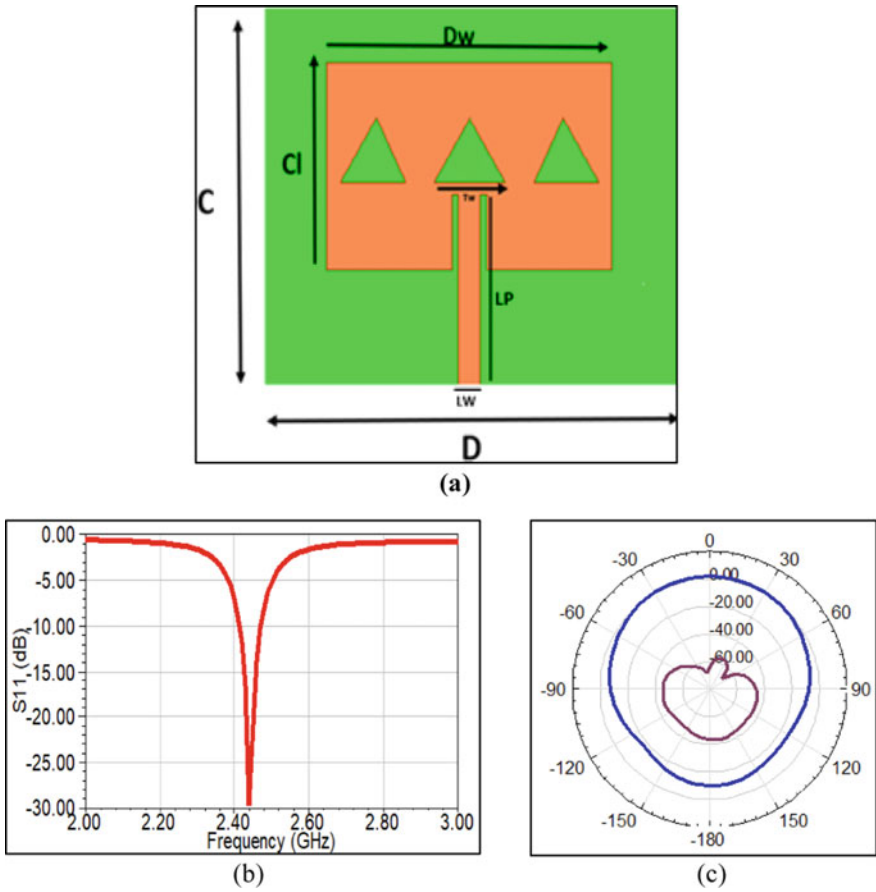 Dw
Cl
C
Tw
LP
LW
D
(a)
0.00
-5.00
-10.00
-15.00
-20.00
-25.00
-30.00
S11, (dB)
2.00 2.20 2.40 2.60 2.80 3.00
Frequency (GHz)
(b)
0
-30 30
0.00
-20.00
-60 60
-40.00
-60.00
-90 90
-120 120
-150 150
-180
(c)